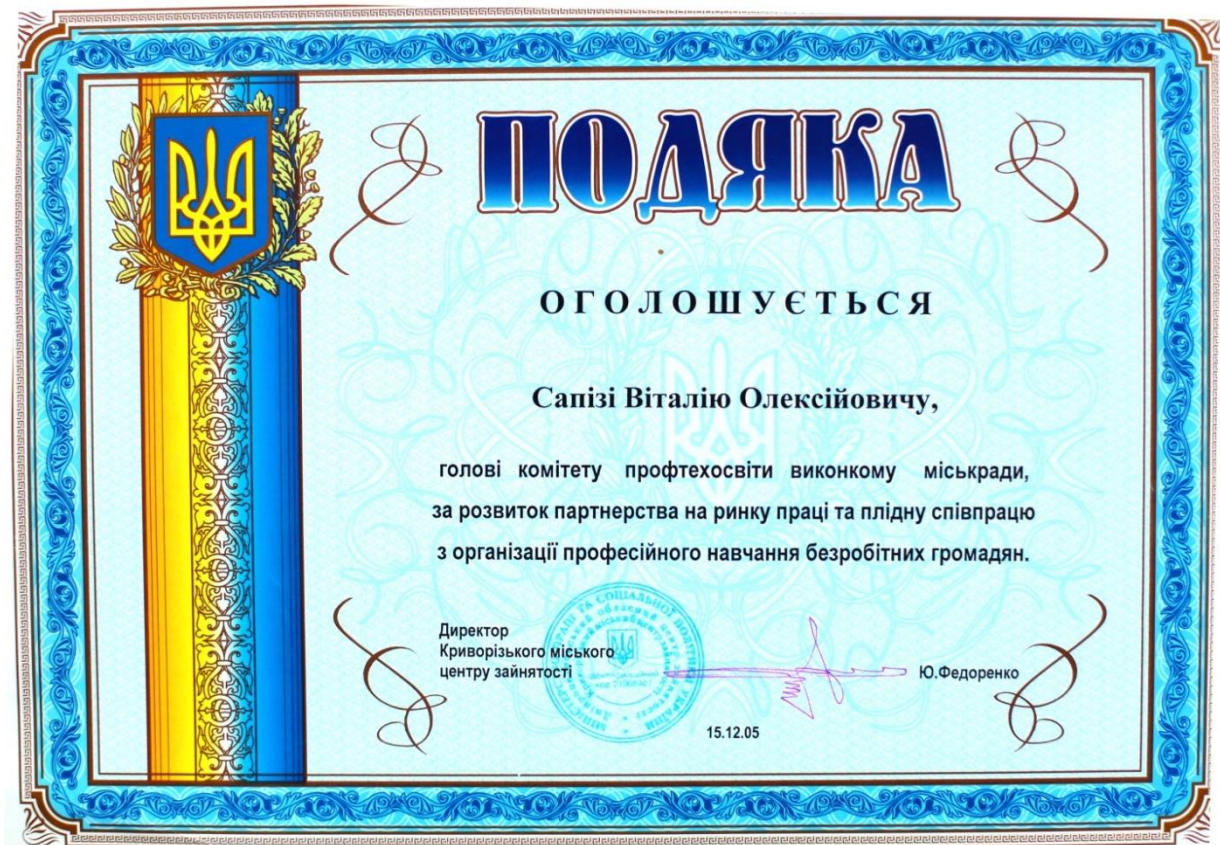 ПОДЯКА
ОГОЛОШУЄТЬСЯ
Сапізі Віталію Олексійовичу,
голові комітету профтехосвіти виконкому міськради,
за розвиток партнерства на ринку праці та плідну співпрацю
з організації професійного навчання безробітних громадян.
Директор
Криворізького міського
центру зайнятості
Ю.Федоренко
15.12.05